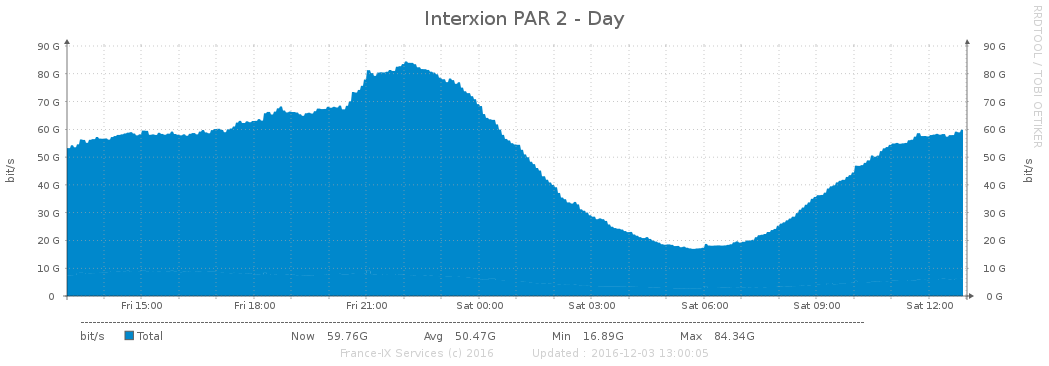 Interxion PAR 2 - Day
RRDTOOL / TOBI OETIKER
bit/s
90 G
80 G
70 G
60 G
50 G
40 G
30 G
20 G
10 G
0
90 G
80 G
70 G
60 G
50 G
40 G
30 G
20 G
10 G
0 G
bit/s
Fri 15:00 Fri 18:00 Fri 21:00 Sat 00:00 Sat 03:00 Sat 06:00 Sat 09:00 Sat 12:00
bit/s Total Now 59.76G Avg 50.47G Min 16.89G Max 84.34G
France-IX Services (c) 2016 Updated : 2016-12-03 13:00:05